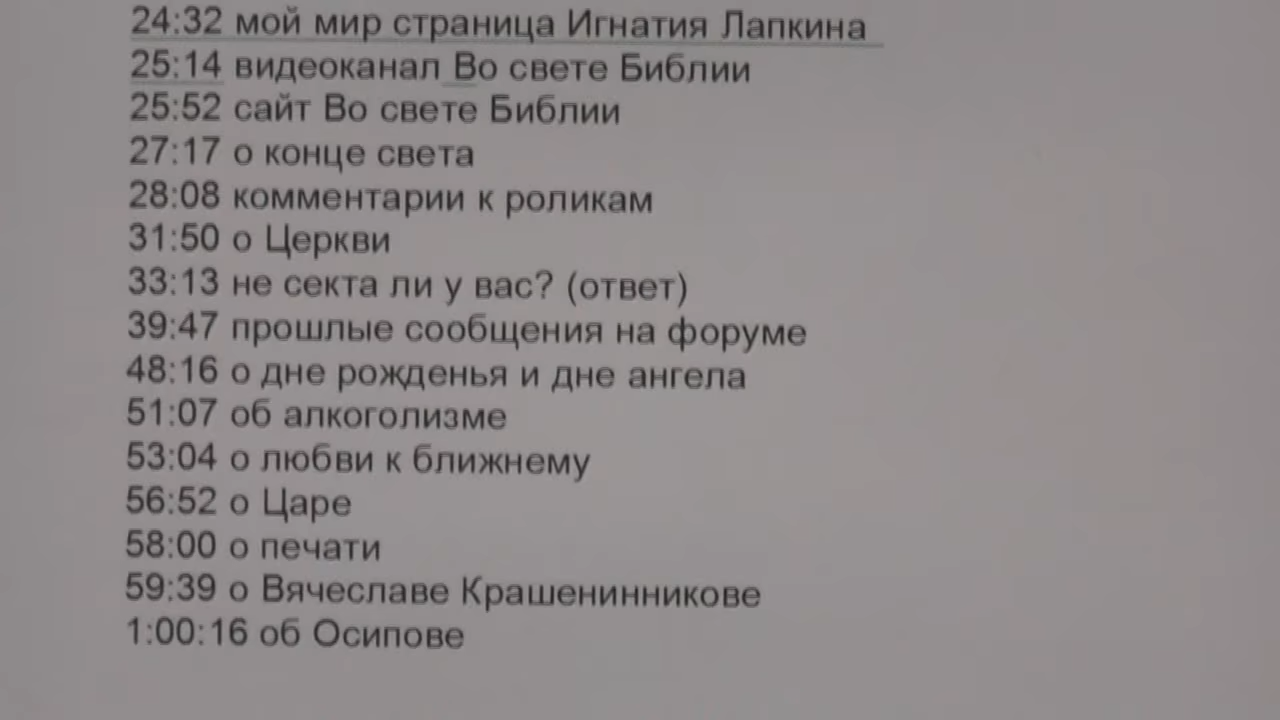 24:32 мой мир страница Игнатия Лапкина
25:14 видеоканал Во свете Библии
25:52 сайт Во свете Библии
27:17 о конце света
28:08 комментарии к роликам
31:50 о Церкви
33:13 не секта ли у вас? (ответ)
39:47 прошлые сообщения на форуме
48:16 о дне рожденья и дне ангела
51:07 об алкоголизме
53:04 о любви к ближнему
56:52 о Царе
58:00 о печати
59:39 о Вячеславе Крашенинникове
1:00:16 об Осипове